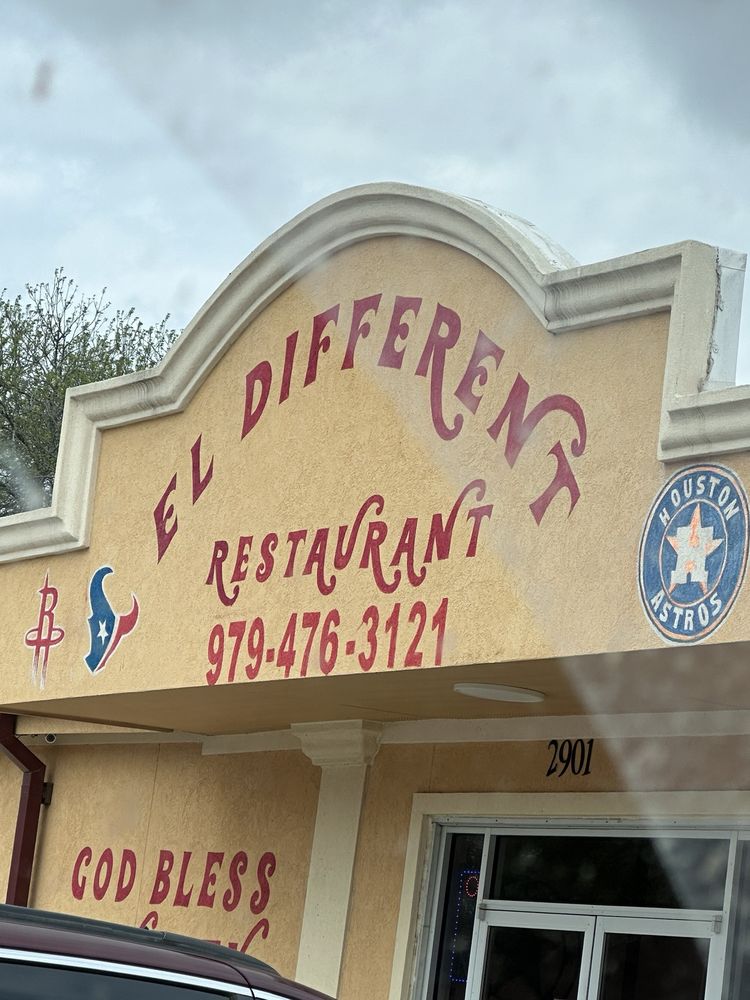 EL DIFFERENT
RESTAURANT
979-476-3121
R
HOUSTON
H
ASTROS
2901
GOD BLESS